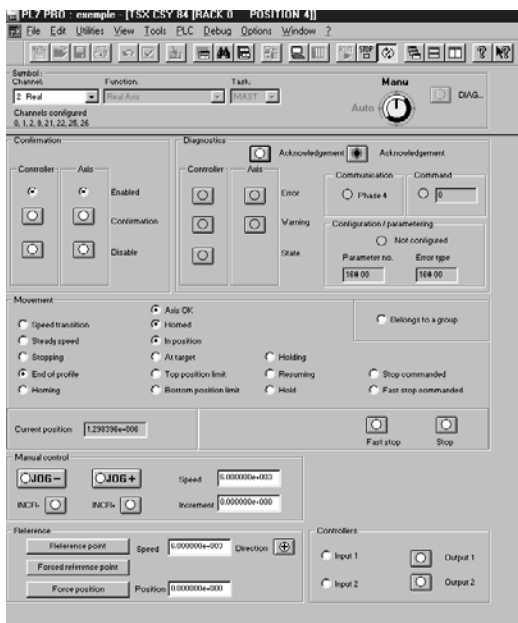 PL7 PRO : exemple - [TSX CSY 84 [RACK 0 POSITION 4]]
File Edit Utilities View Tools PLC Debug Options Window ?
Symbol:
Channel: Function: Task:
2 Real Real Axis MAST
Channels configured
0, 1, 2, 9, 21, 22, 25, 26
Manu
Auto
DIAG...
Confirmation
Controller Axis
Enabled
Confirmation
Disable
Diagnostics
Acknowledgement Acknowledgement
Controller Axis
Error
Warning
State
Communication
Phase 4
Command
0
Configuration / parametering
Not configured
Parameter no. Error type
16# 00 16# 00
Movement
Axis OK
Speed transition Homed
Steady speed In position
Stopping At target Holding
End of profile Top position limit Resuming Stop commanded
Homing Bottom position limit Hold Fast stop commanded
Belongs to a group
Current position 1.298396e+006
Fast stop Stop
Manual control
JOG - JOG + Speed 6.000000e+003
INCR- INCR+ Increment 0.000000e+000
Reference
Reference point Speed 6.000000e+003 Direction
Forced reference point
Force position Position 0.000000e+000
Controllers
Input 1 Output 1
Input 2 Output 2